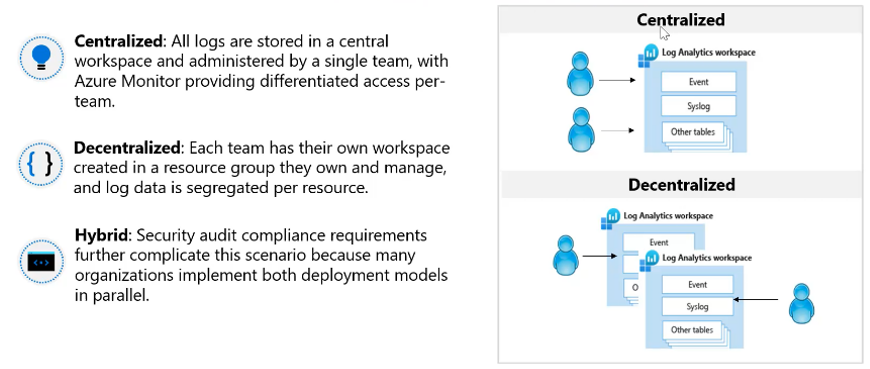 Centralized: All logs are stored in a central
workspace and administered by a single team, with
Azure Monitor providing differentiated access per-
team.
Decentralized: Each team has their own workspace
created in a resource group they own and manage,
and log data is segregated per resource.
Hybrid: Security audit compliance requirements
further complicate this scenario because many
organizations implement both deployment models
in parallel.
Centralized
Log Analytics workspace
Event
Syslog
Other tables
Decentralized
Log Analytics workspace
Event
O
Log Analytics workspace
Event
Syslog
Other tables